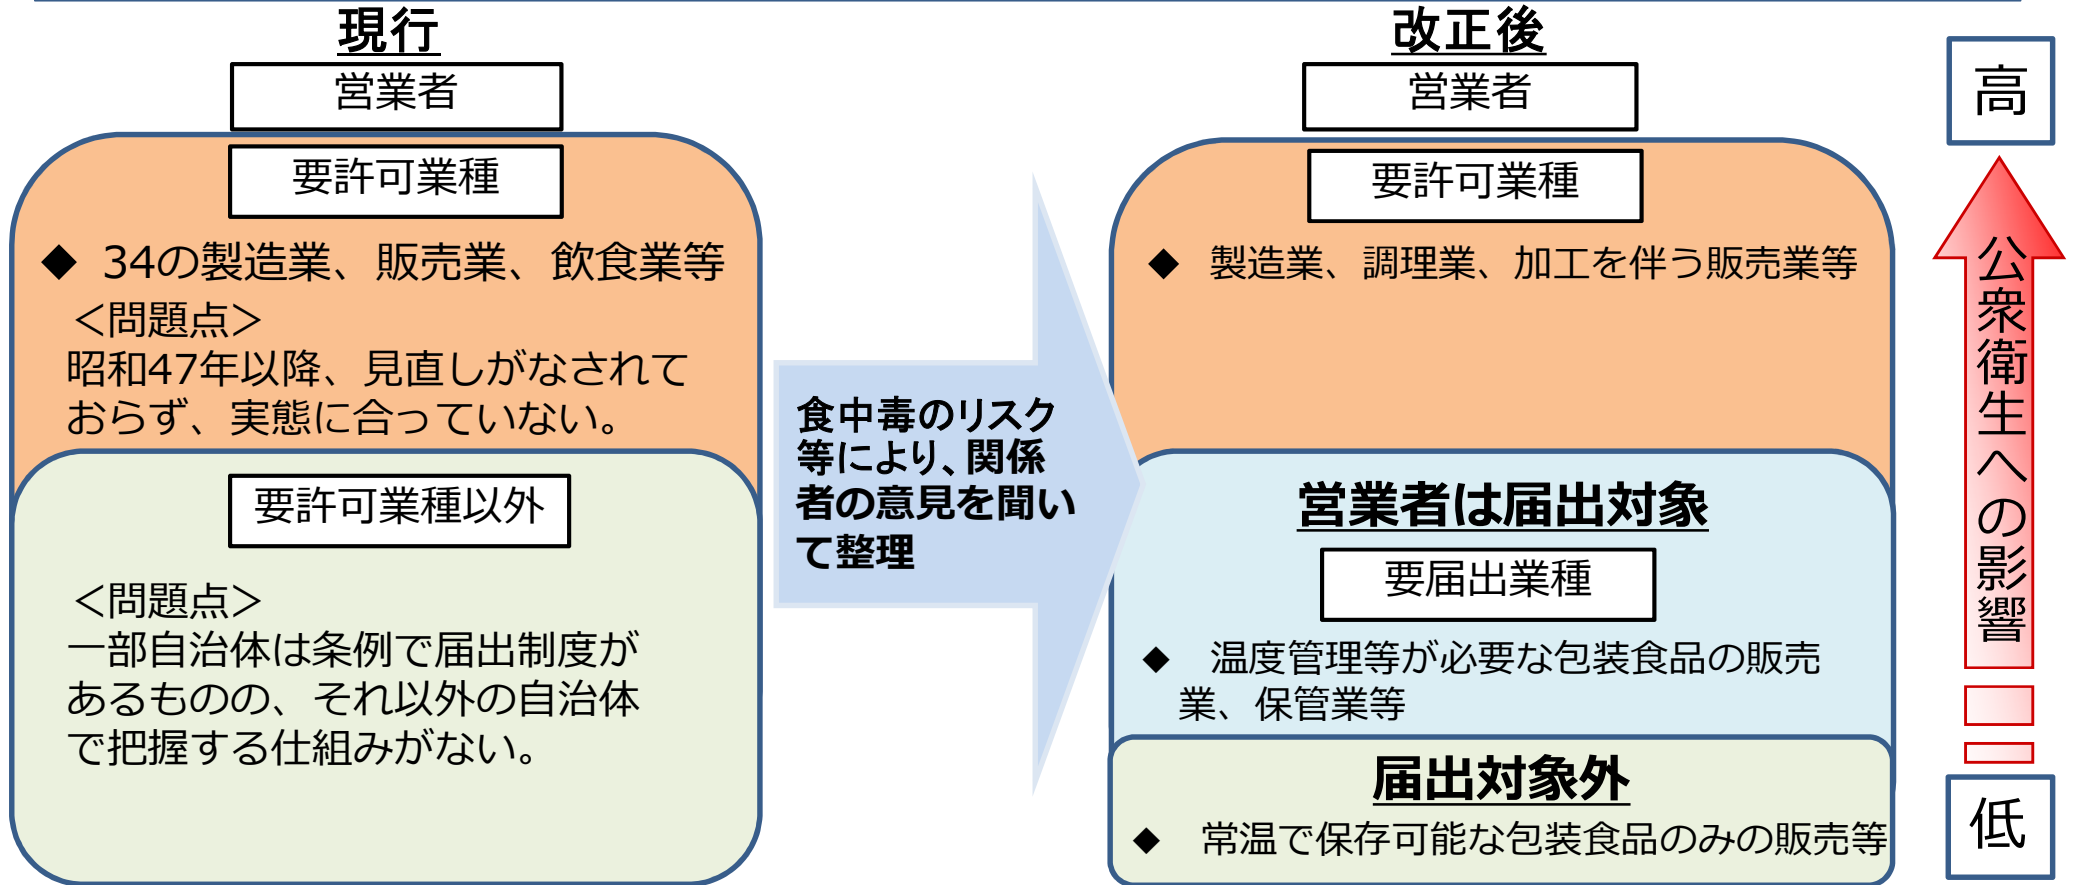 現行
営業者
要許可業種
◆ 34の製造業、販売業、飲食業等
＜問題点＞
昭和47年以降、見直しがなされて
おらず、実態に合っていない。
要許可業種以外
＜問題点＞
一部自治体は条例で届出制度が
あるものの、それ以外の自治体
で把握する仕組みがない。
食中毒のリスク
等により、関係
者の意見を聞い
て整理
改正後
営業者
要許可業種
◆ 製造業、調理業、加工を伴う販売業等
営業者は届出対象
要届出業種
◆ 温度管理等が必要な包装食品の販売
業、保管業等
届出対象外
◆ 常温で保存可能な包装食品のみの販売等
高
公衆衛生への影響
低